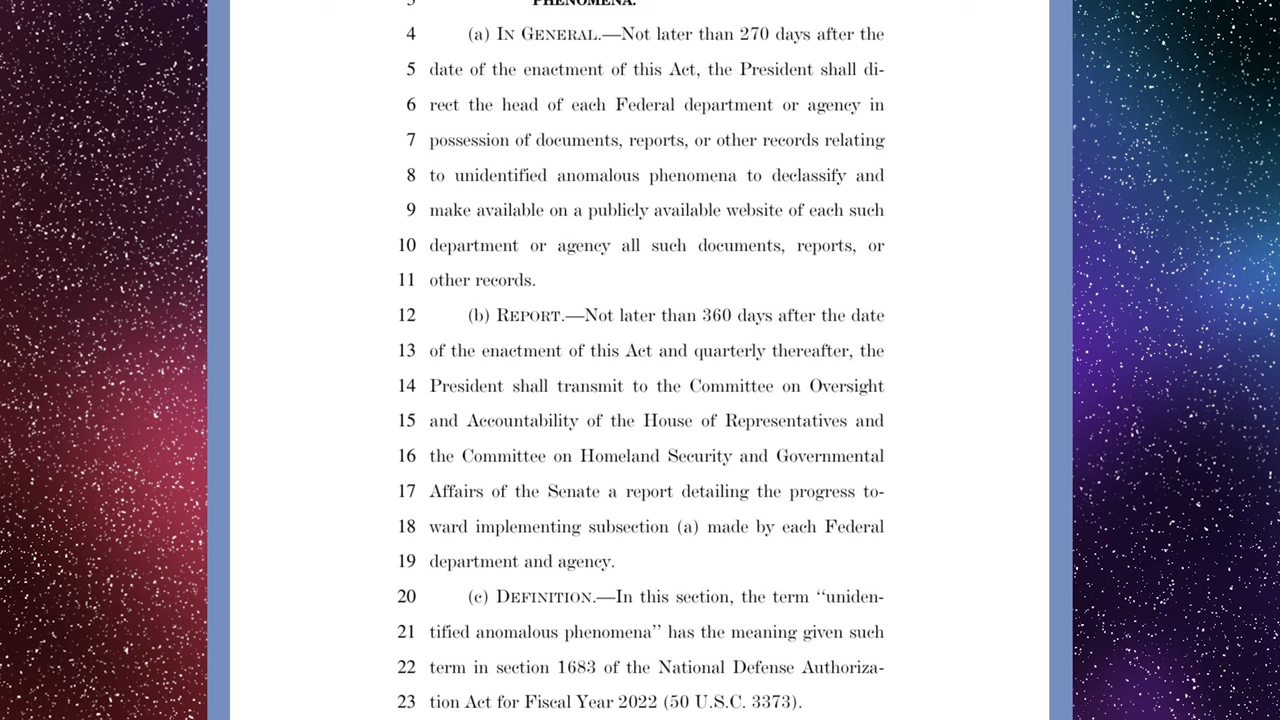 3 PHENOMENA.
4 (a) IN GENERAL.—Not later than 270 days after the
5 date of the enactment of this Act, the President shall di-
6 rect the head of each Federal department or agency in
7 possession of documents, reports, or other records relating
8 to unidentified anomalous phenomena to declassify and
9 make available on a publicly available website of each such
10 department or agency all such documents, reports, or
11 other records.
12 (b) REPORT.—Not later than 360 days after the date
13 of the enactment of this Act and quarterly thereafter, the
14 President shall transmit to the Committee on Oversight
15 and Accountability of the House of Representatives and
16 the Committee on Homeland Security and Governmental
17 Affairs of the Senate a report detailing the progress to-
18 ward implementing subsection (a) made by each Federal
19 department and agency.
20 (c) DEFINITION.—In this section, the term ‘‘uniden-
21 tified anomalous phenomena’’ has the meaning given such
22 term in section 1683 of the National Defense Authoriza-
23 tion Act for Fiscal Year 2022 (50 U.S.C. 3373).